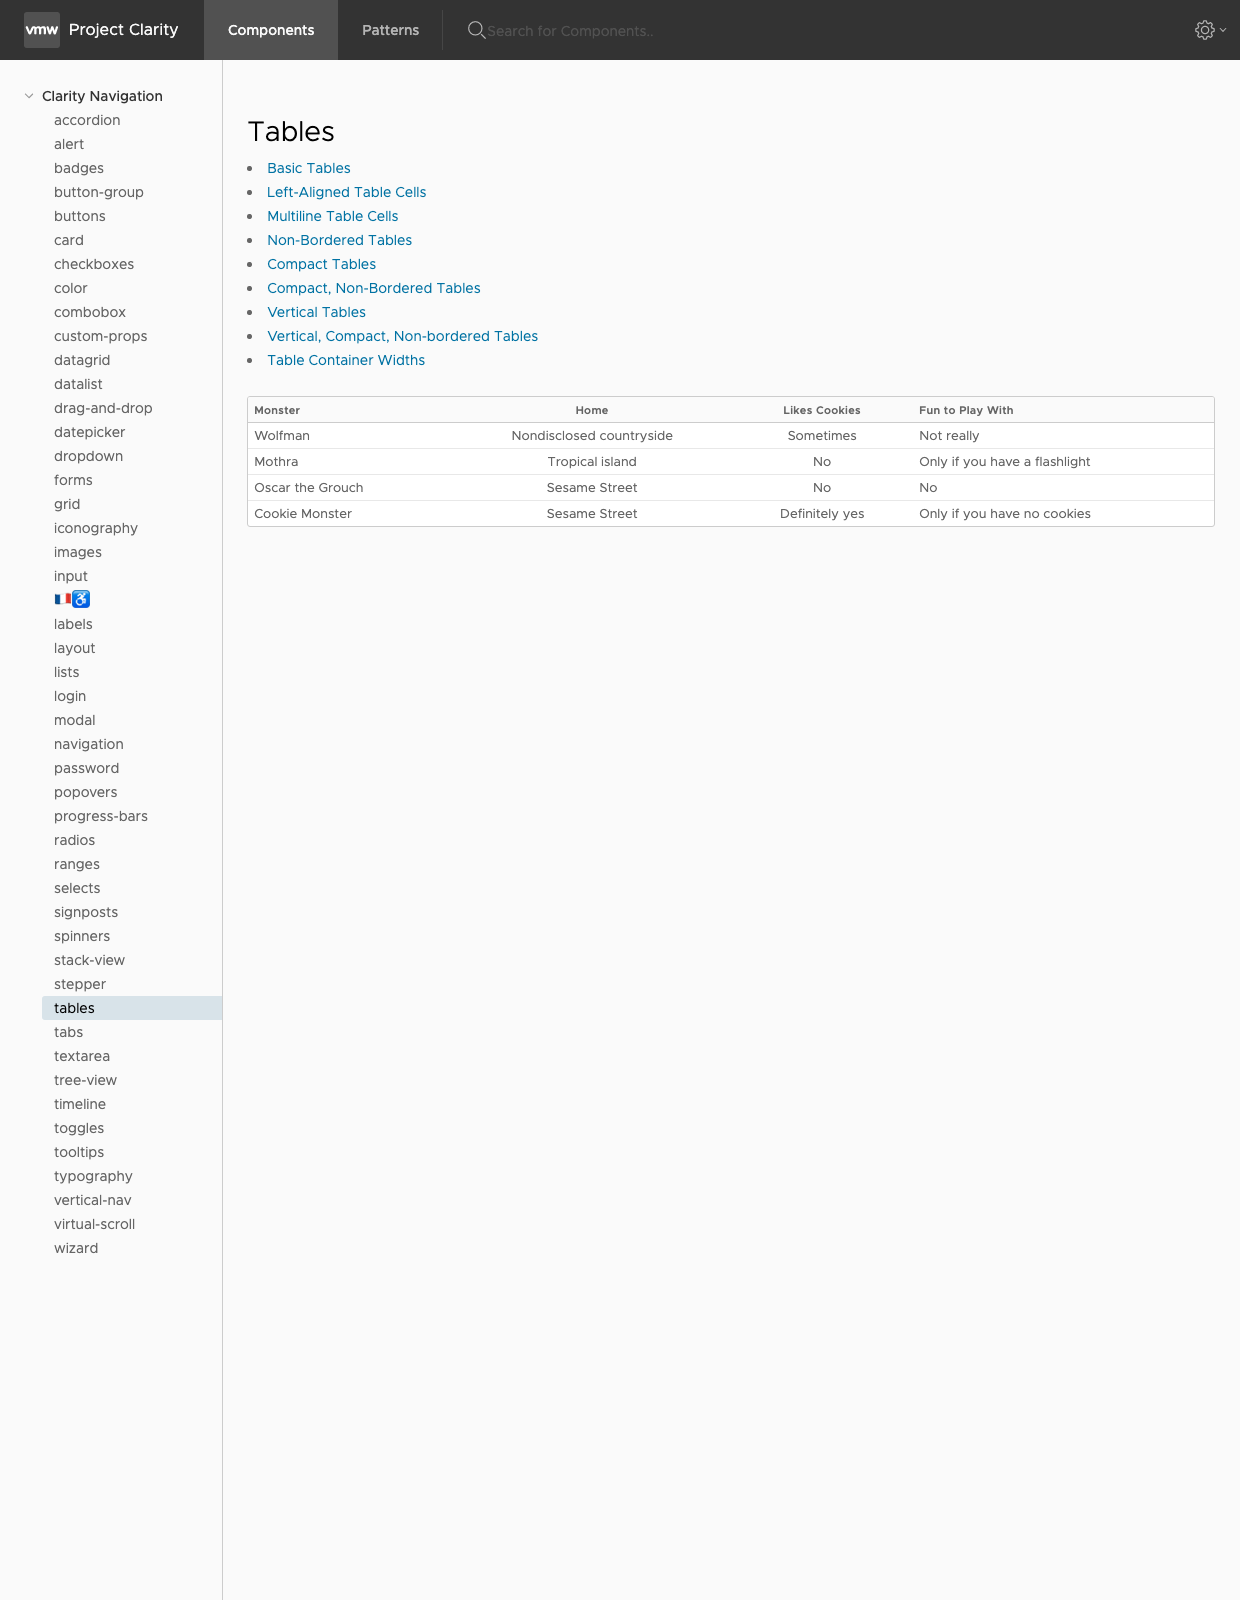 vmw Project Clarity Components Patterns Search for Components..
Clarity Navigation
accordion
alert
badges
button-group
buttons
card
checkboxes
color
combobox
custom-props
datagrid
datalist
drag-and-drop
datepicker
dropdown
forms
grid
iconography
images
input
🇫🇷♿
labels
layout
lists
login
modal
navigation
password
popovers
progress-bars
radios
ranges
selects
signposts
spinners
stack-view
stepper
tables
tabs
textarea
tree-view
timeline
toggles
tooltips
typography
vertical-nav
virtual-scroll
wizard
Tables
Basic Tables
Left-Aligned Table Cells
Multiline Table Cells
Non-Bordered Tables
Compact Tables
Compact, Non-Bordered Tables
Vertical Tables
Vertical, Compact, Non-bordered Tables
Table Container Widths
Monster Home Likes Cookies Fun to Play With
Wolfman Nondisclosed countryside Sometimes Not really
Mothra Tropical island No Only if you have a flashlight
Oscar the Grouch Sesame Street No No
Cookie Monster Sesame Street Definitely yes Only if you have no cookies